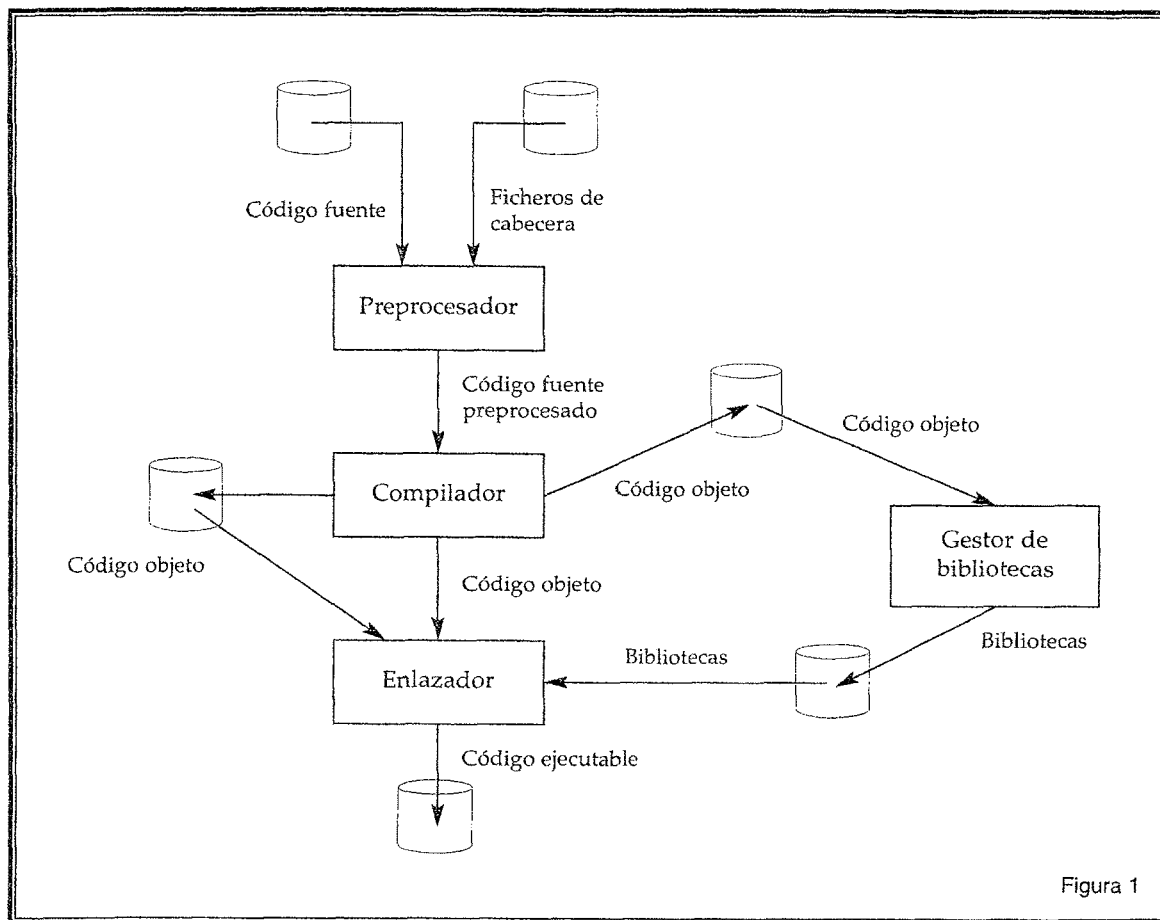 Código fuente
Ficheros de
cabecera
Preprocesador
Código fuente
preprocesado
Código objeto
Compilador
Código objeto
Gestor de
bibliotecas
Código objeto
Código objeto
Bibliotecas
Bibliotecas
Enlazador
Código ejecutable
Figura 1